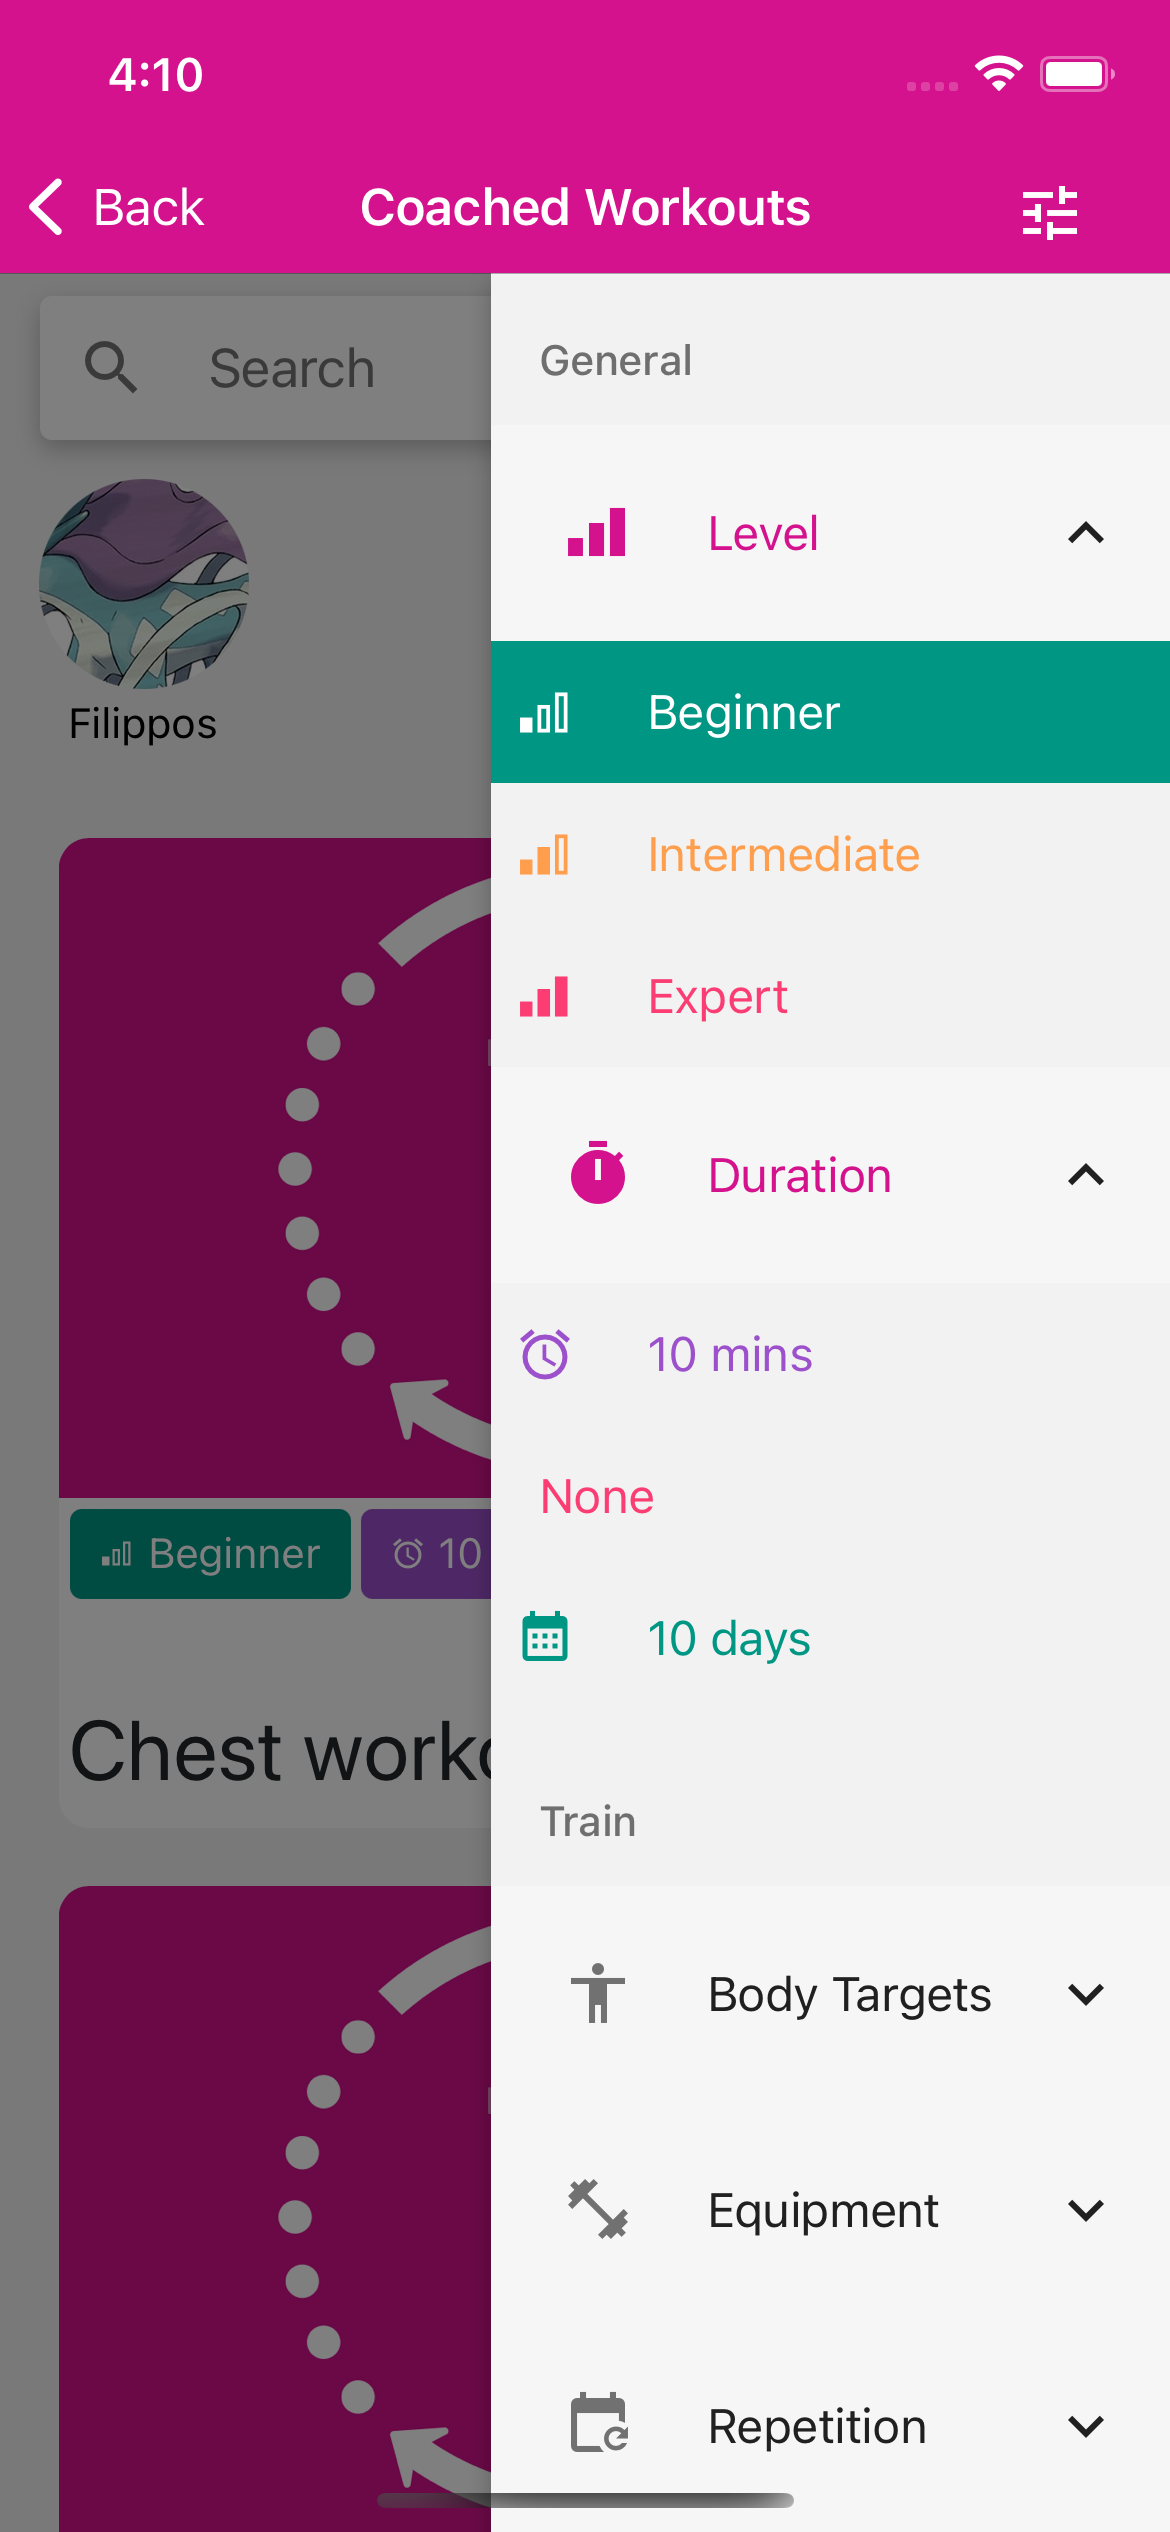 4:10
Back
Coached Workouts
Search
Filippos
Beginner
10
Chest
General
Level
Beginner
Intermediate
Expert
Duration
10 mins
None
10 days
Train
Body Targets
Equipment
Repetition